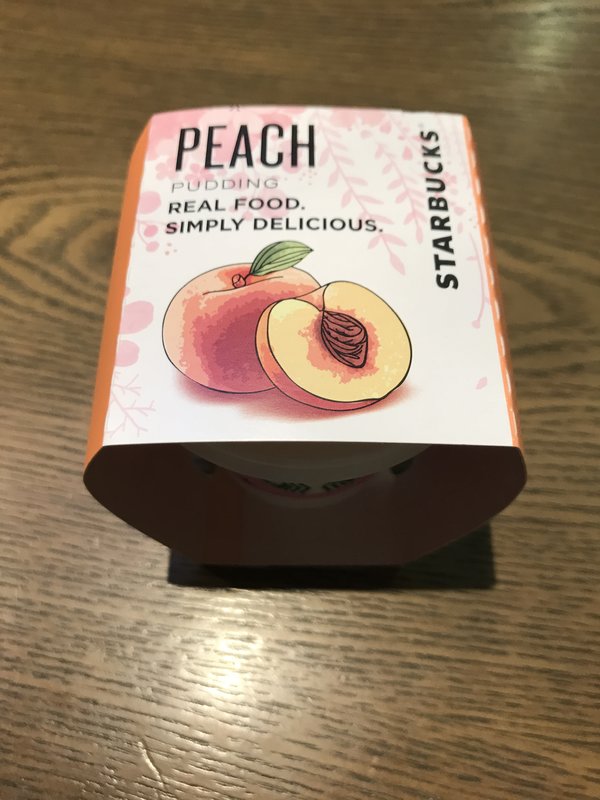 PEACH
PUDDING
REAL FOOD.
SIMPLY DELICIOUS.
STARBUCKS